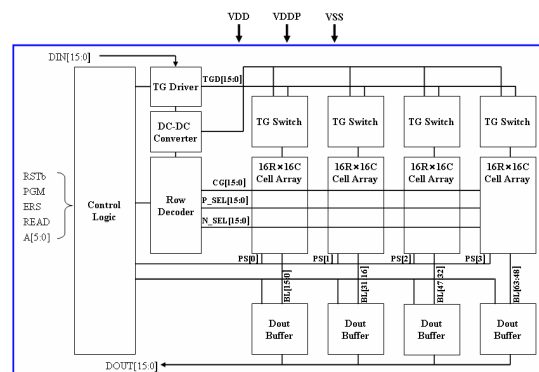 VDD VDDP VSS
DIN[15:0]
TG Driver
TGD[15:0]
TG Switch TG Switch TG Switch TG Switch
DC-DC
Converter
RSTb
PGM
ERS
READ
A[5:0]
Control
Logic
Row
Decoder
16R×16C
Cell Array
16R×16C
Cell Array
16R×16C
Cell Array
16R×16C
Cell Array
CG[15:0]
P_SEL[15:0]
N_SEL[15:0]
PS[0] PS[1] PS[2] PS[3]
BL[15:0] BL[31:16] BL[47:32] BL[63:48]
Dout
Buffer
Dout
Buffer
Dout
Buffer
Dout
Buffer
DOUT[15:0]